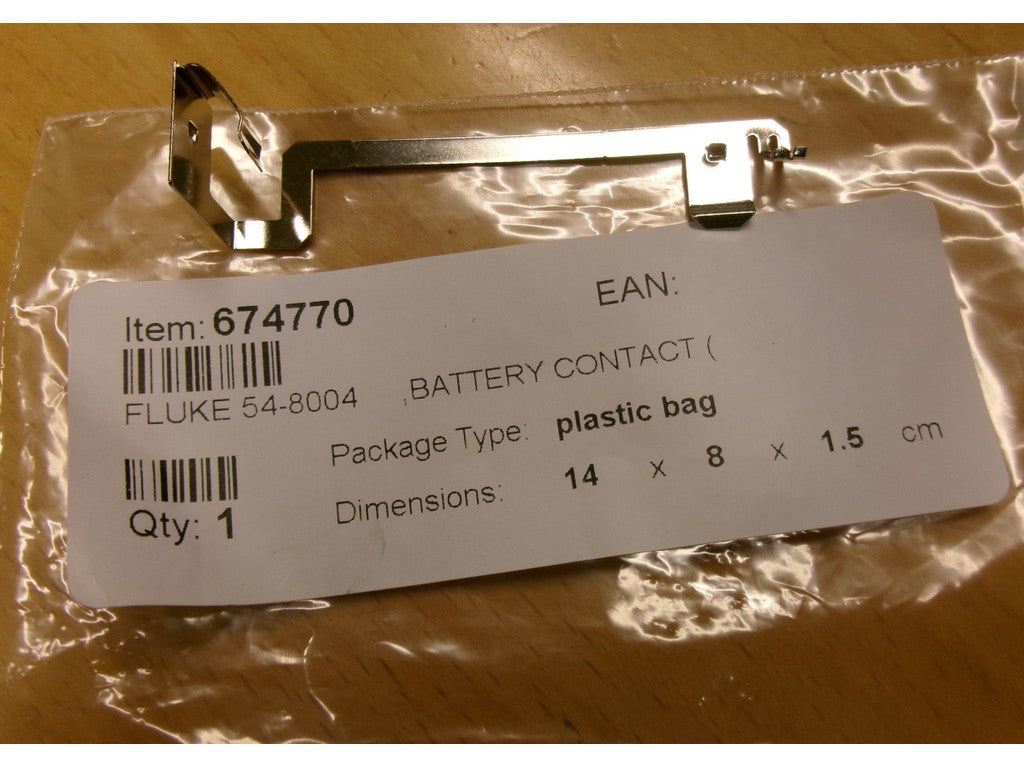 Item: 674770
EAN:
FLUKE 54-8004 ,BATTERY CONTACT (
Package Type: plastic bag
Dimensions: 14 x 8 x 1.5 cm
Qty: 1